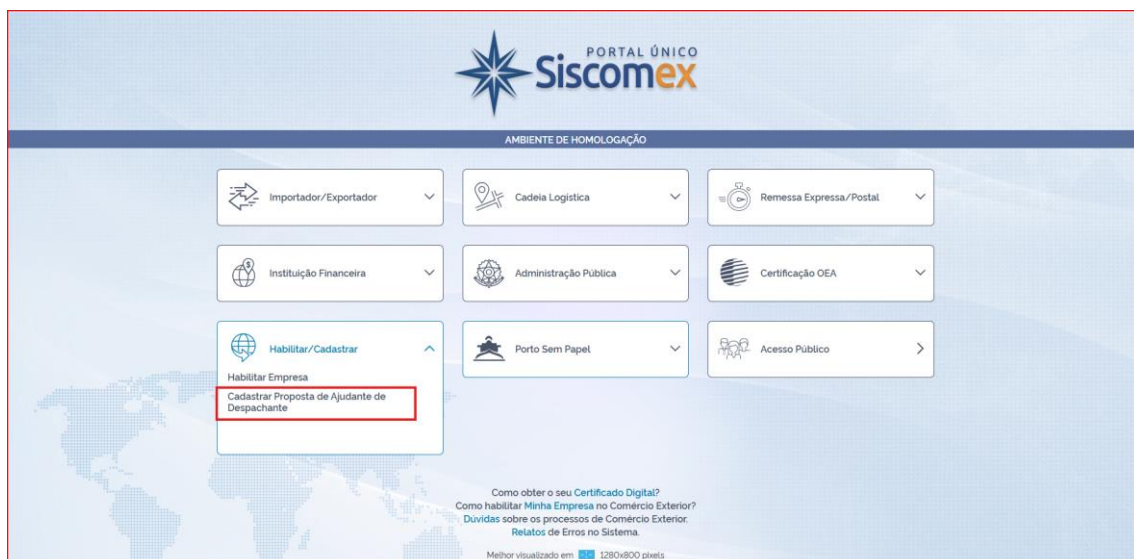 PORTAL ÚNICO
Siscomex
AMBIENTE DE HOMOLOGAÇÃO
Importador/Exportador
Cadeia Logística
Remessa Expressa/Postal
Instituição Financeira
Administração Pública
Certificação OEA
Habilitar/Cadastrar
Porto Sem Papel
Acesso Público
Habilitar Empresa
Cadastrar Proposta de Ajudante de
Despachante
Como obter o seu Certificado Digital?
Como habilitar Minha Empresa no Comércio Exterior?
Dúvidas sobre os processos de Comércio Exterior.
Relatos de Erros no Sistema.
Melhor visualizado em 1280x800 pixels